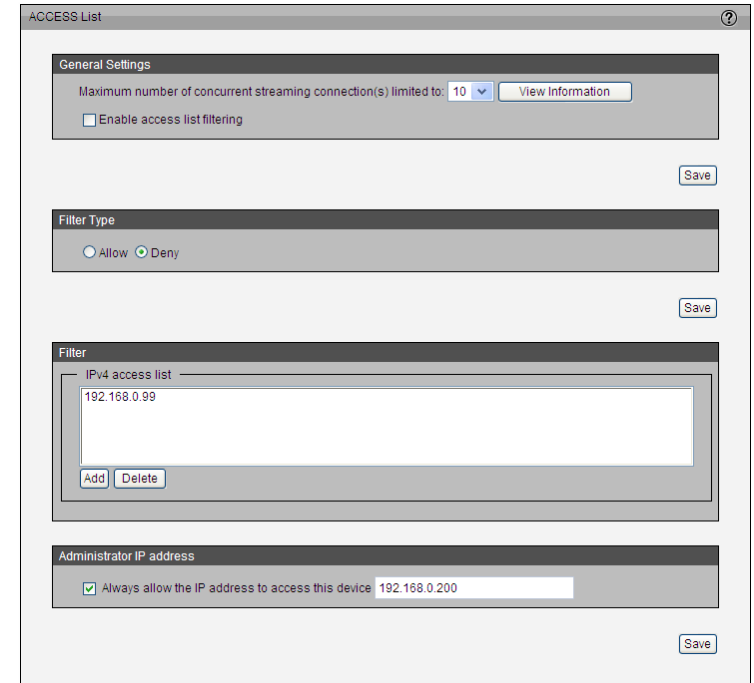 ACCESS List ?
General Settings
Maximum number of concurrent streaming connection(s) limited to: 10 View Information
Enable access list filtering
Save
Filter Type
Allow Deny
Save
Filter
IPv4 access list
192.168.0.99
Add Delete
Administrator IP address
Always allow the IP address to access this device 192.168.0.200
Save